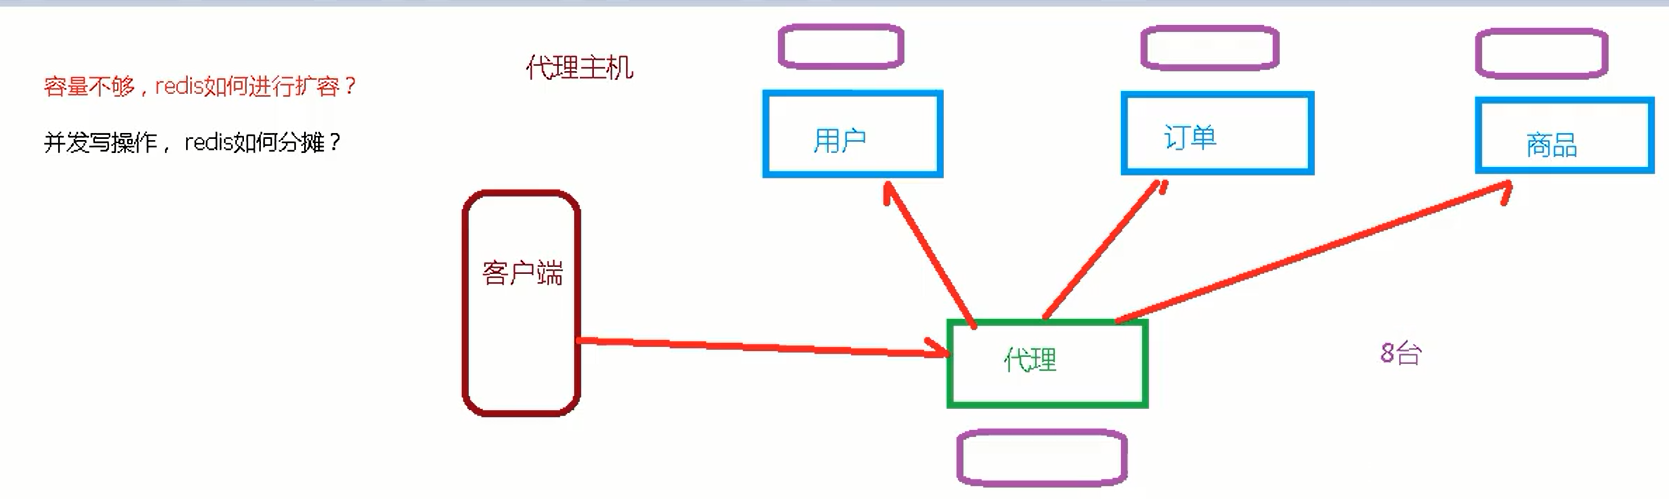 容量不够，redis如何进行扩容？
并发写操作， redis如何分摊？
代理主机
用户
订单
商品
客户端
代理
8台